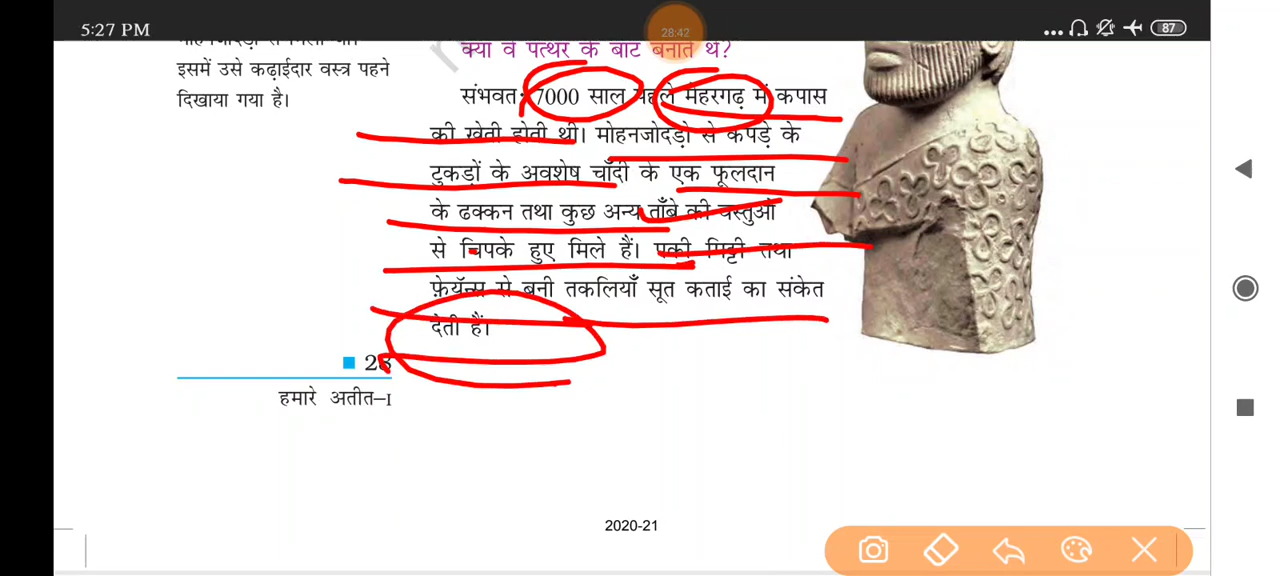 5:27 PM
28:42
87
इसमें उसे कढ़ाईदार वस्त्र पहने
दिखाया गया है।
क्या वे पत्थर के बाट बनाते थे?
संभवतः 7000 साल पहले मेहरगढ़ में कपास
की खेती होती थी। मोहनजोदड़ो से कपड़े के
टुकड़ों के अवशेष चाँदी के एक फूलदान
के ढक्कन तथा कुछ अन्य ताँबे की वस्तुओं
से चिपके हुए मिले हैं। पकी मिट्टी तथा
फ़ेयॅन्स से बनी तकलियाँ सूत कताई का संकेत
देती हैं।
28
हमारे अतीत–I
2020-21